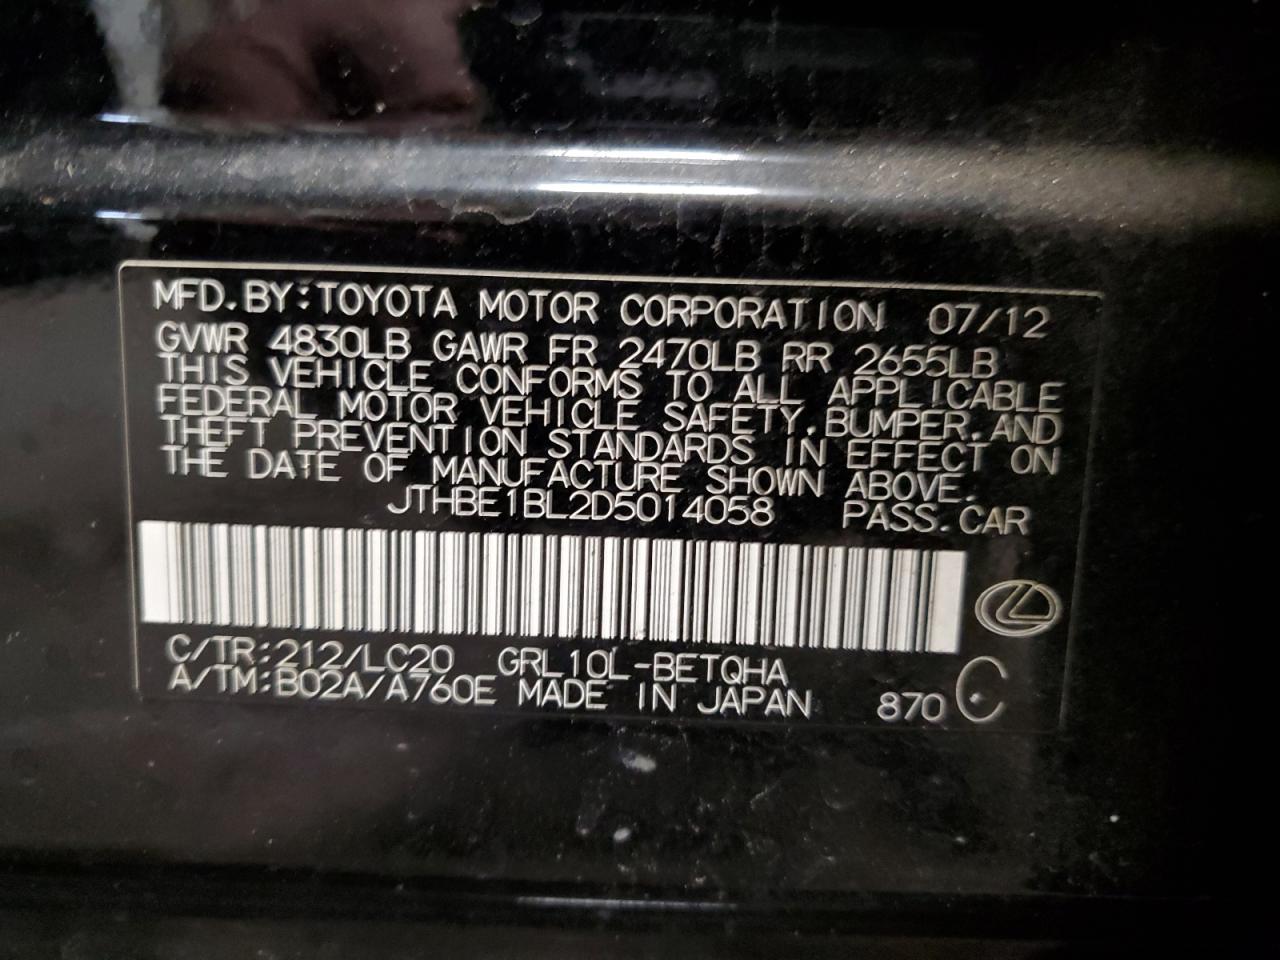 MFD.BY:TOYOTA MOTOR CORPORATION 07/12
GVWR 4830LB GAWR FR 2470LB RR 2655LB
THIS VEHICLE CONFORMS TO ALL APPLICABLE
FEDERAL MOTOR VEHICLE SAFETY,BUMPER,AND
THEFT PREVENTION STANDARDS IN EFFECT ON
THE DATE OF MANUFACTURE SHOWN ABOVE.
JTHBE1BL2D5014058 PASS.CAR
C/TR:212/LC20 GRL10L-BETQHA
A/TM:B02A/A760E MADE IN JAPAN 870 C